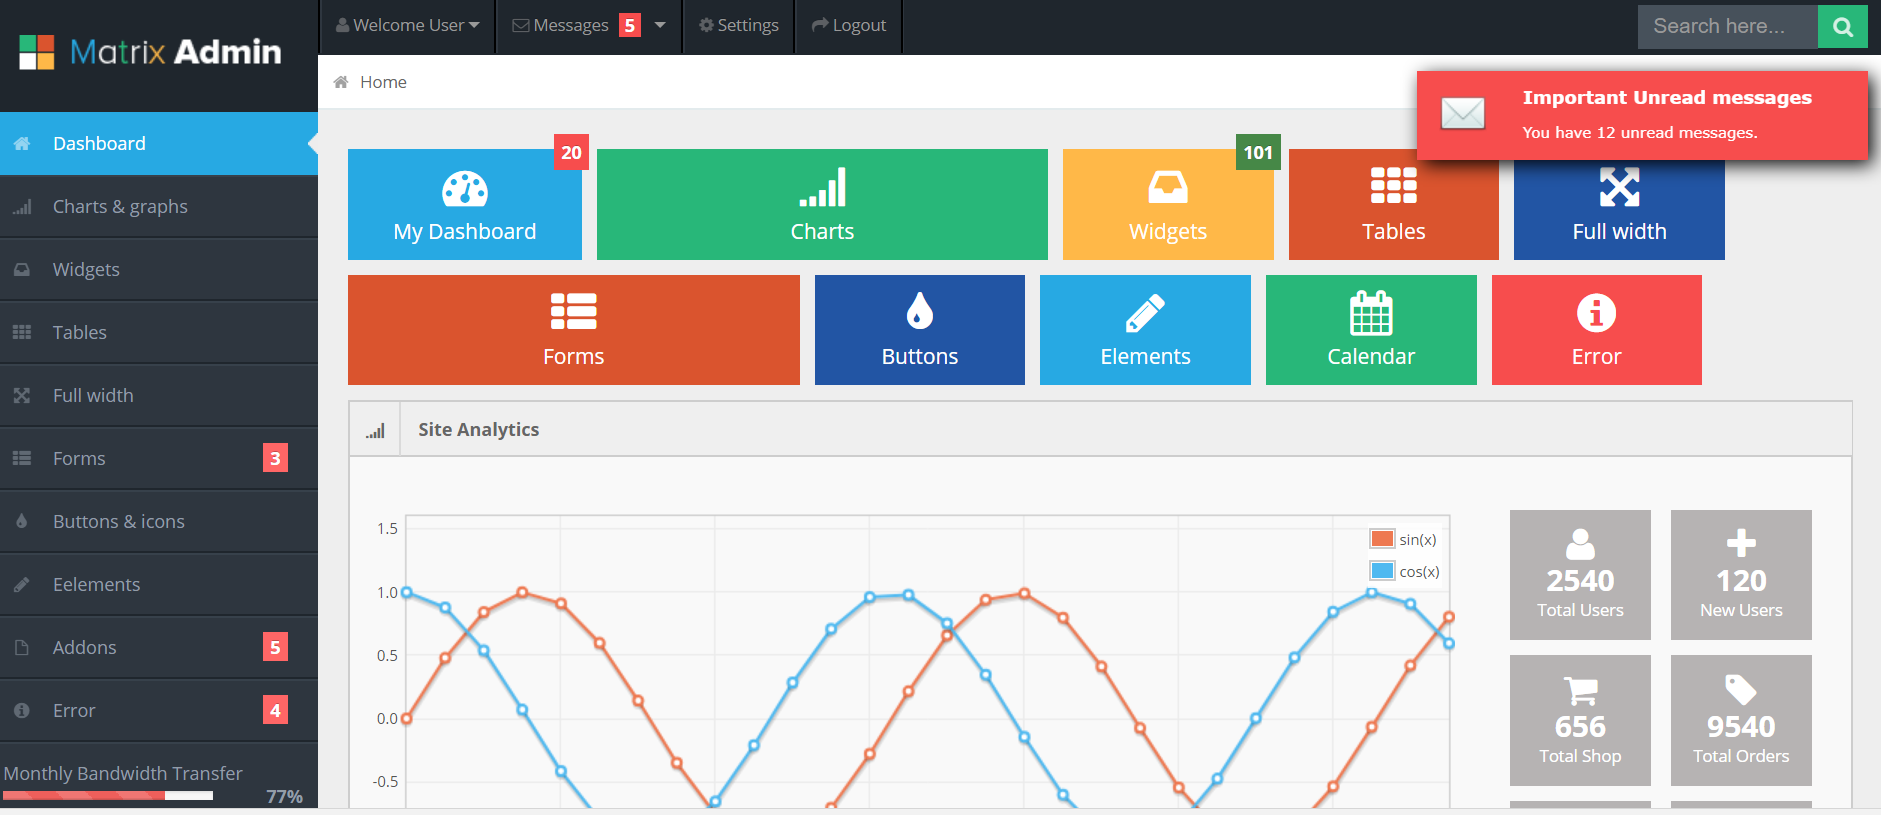 Matrix Admin
Welcome User
Messages 5
Settings
Logout
Search here...
Home
Important Unread messages
You have 12 unread messages.
Dashboard
Charts & graphs
Widgets
Tables
Full width
Forms 3
Buttons & icons
Eelements
Addons 5
Error 4
Monthly Bandwidth Transfer
77%
20
My Dashboard
Charts
101
Widgets
Tables
Full width
Forms
Buttons
Elements
Calendar
Error
Site Analytics
1.5
1.0
0.5
0.0
-0.5
sin(x)
cos(x)
2540
Total Users
120
New Users
656
Total Shop
9540
Total Orders